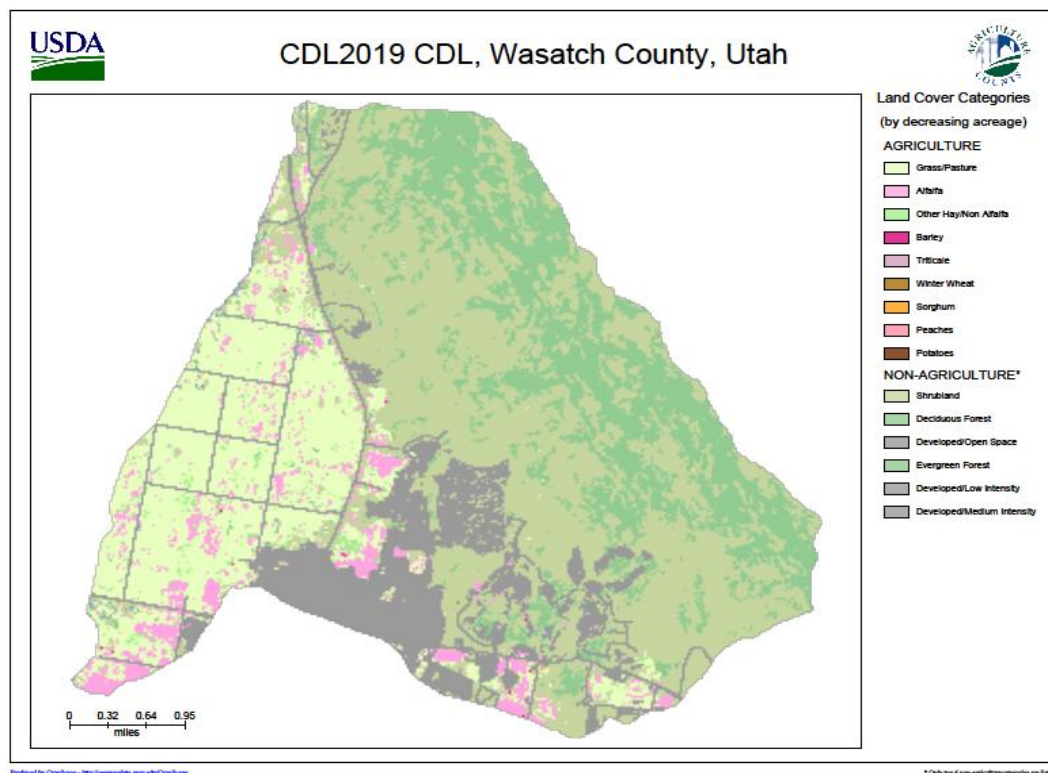 USDA
CDL2019 CDL, Wasatch County, Utah
AGRICULTURE
COUNTS
Land Cover Categories
(by decreasing acreage)
AGRICULTURE
Grass/Pasture
Alfalfa
Other Hay/Non Alfalfa
Barley
Triticale
Winter Wheat
Sorghum
Peaches
Potatoes
NON-AGRICULTURE*
Shrubland
Deciduous Forest
Developed/Open Space
Evergreen Forest
Developed/Low Intensity
Developed/Medium Intensity
0 0.32 0.64 0.95
miles